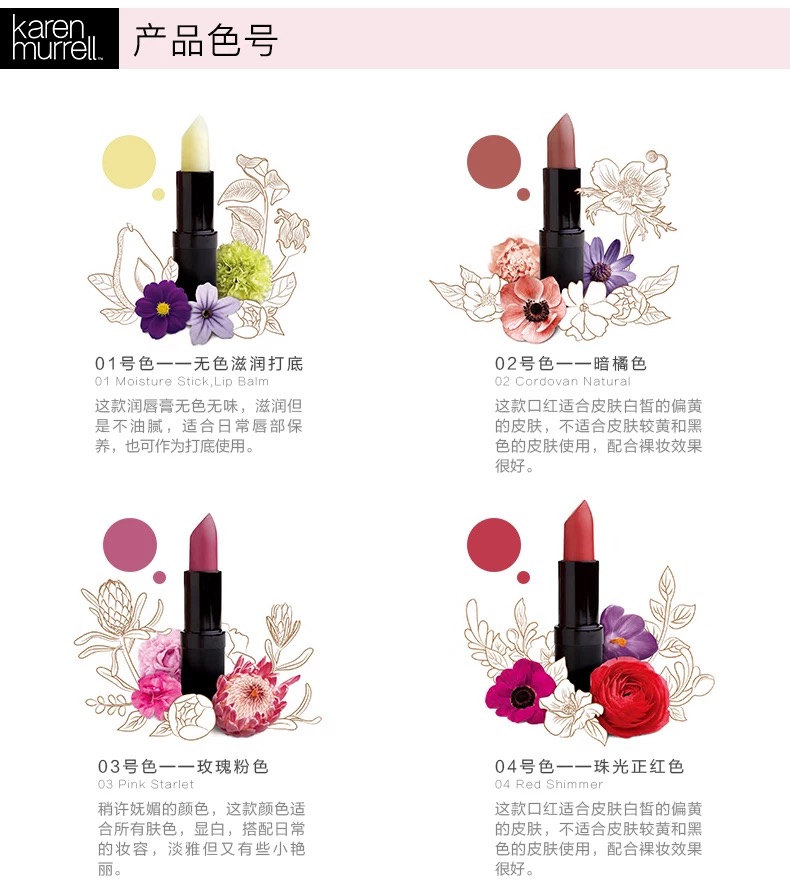 karen
murrell™
产品色号
01号色一一无色滋润打底
01 Moisture Stick,Lip Balm
这款润唇膏无色无味，滋润但
是不油腻，适合日常唇部保
养，也可作为打底使用。
02号色一一暗橘色
02 Cordovan Natural
这款口红适合皮肤白皙的偏黄
的皮肤，不适合皮肤较黄和黑
色的皮肤使用，配合裸妆效果
很好。
03号色一一玫瑰粉色
03 Pink Starlet
稍许妩媚的颜色，这款颜色适
合所有肤色，显白，搭配日常
的妆容，淡雅但又有些小艳
丽。
04号色一一珠光正红色
04 Red Shimmer
这款口红适合皮肤白皙的偏黄
的皮肤，不适合皮肤较黄和黑
色的皮肤使用，配合裸妆效果
很好。